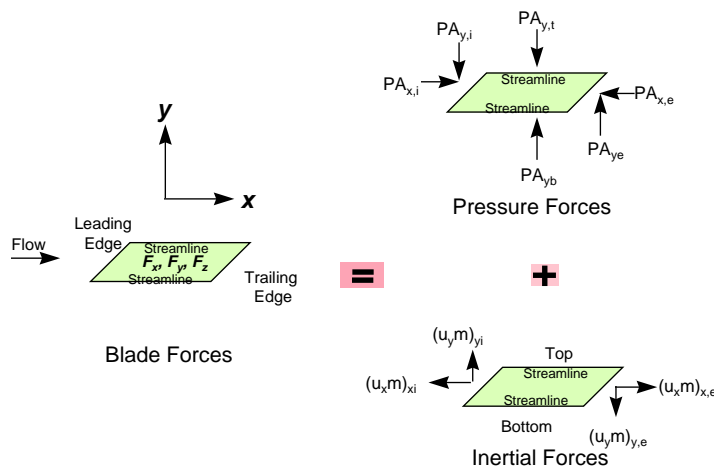 PA_{y,i}
PA_{y,t}
PA_{x,i}
Streamline
Streamline
PA_{x,e}
PA_{ye}
PA_{yb}
Pressure Forces
y
x
Leading
Edge
Flow
Streamline
F_x, F_y, F_z
Streamline
Trailing
Edge
Blade Forces
=
+
(u_ym)_{yi}
Top
(u_xm)_{xi}
Streamline
Streamline
(u_xm)_{x,e}
Bottom
(u_ym)_{y,e}
Inertial Forces